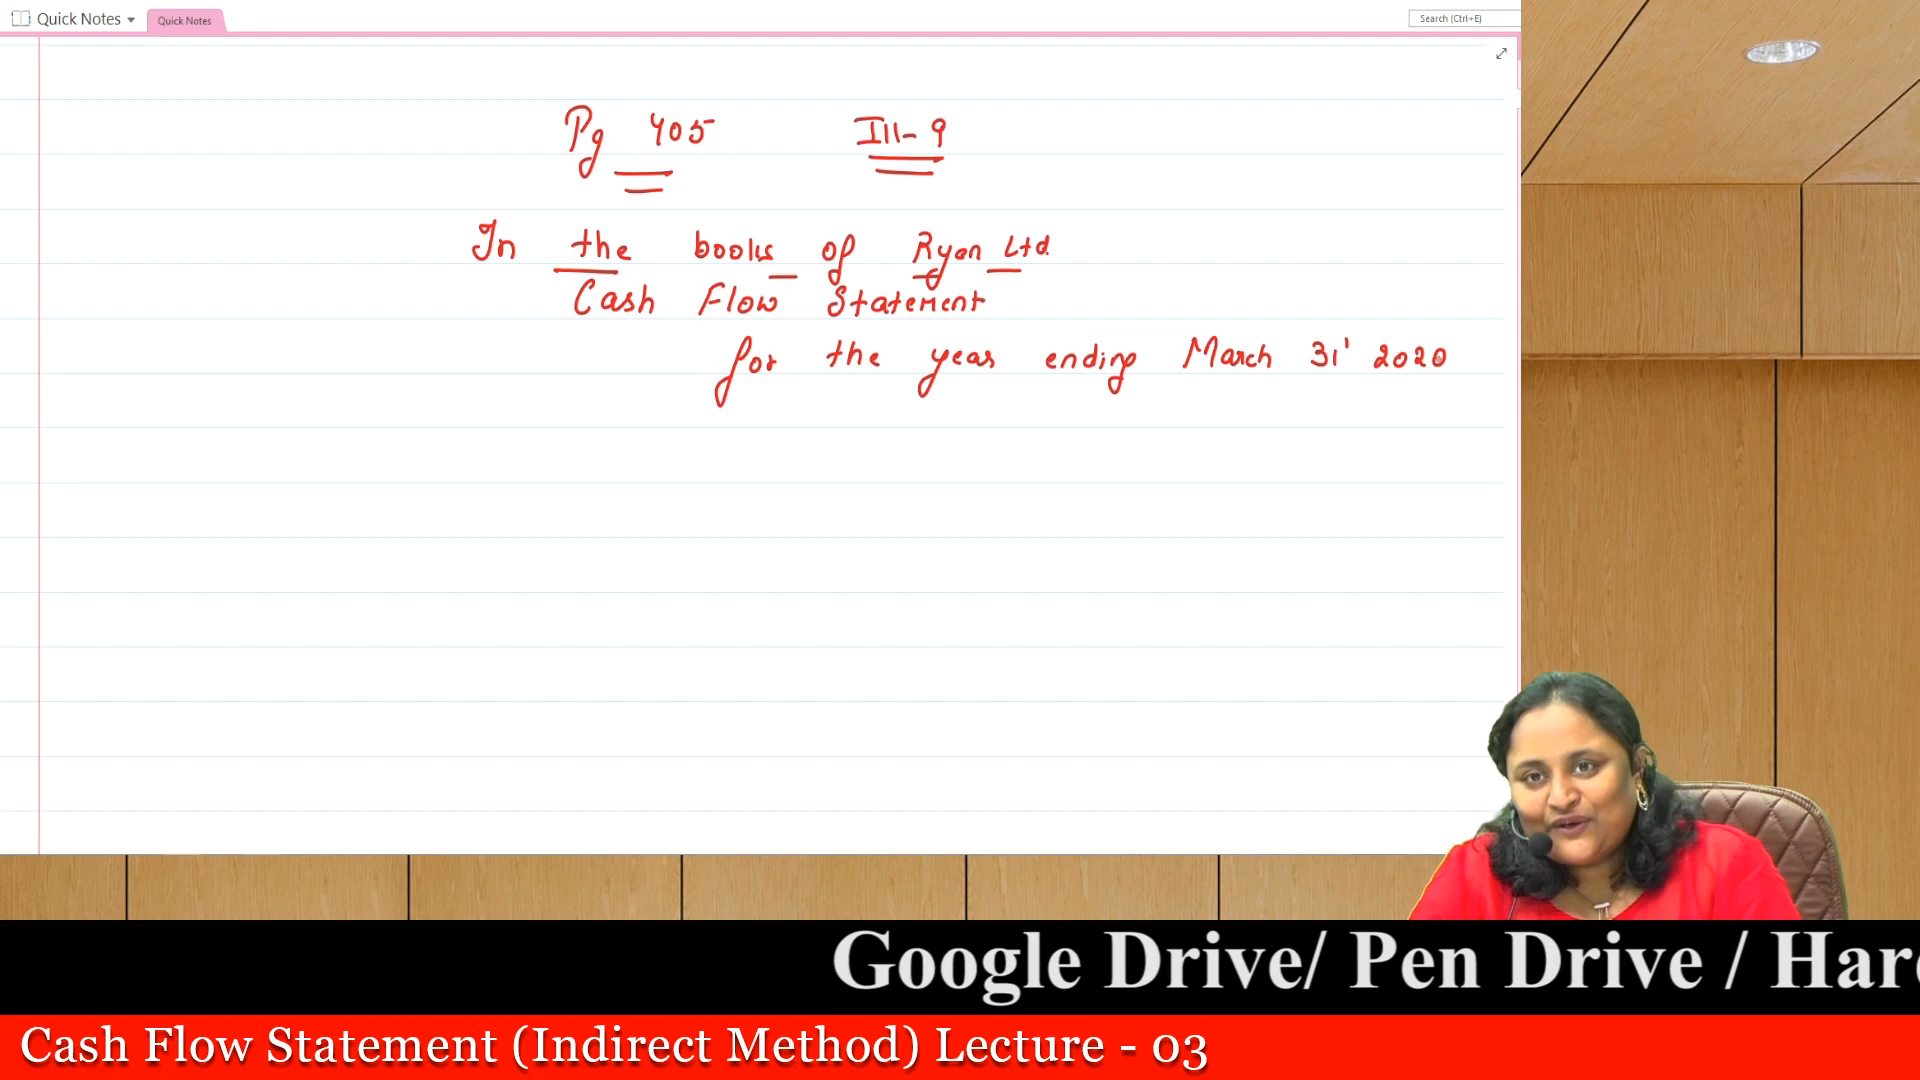 Quick Notes
Quick Notes
Search (Ctrl+E)
Pg 405 Ill-9
In the books of Ryan Ltd.
Cash Flow Statement
for the year ending March 31' 2020
Google Drive/ Pen Drive / Har
Cash Flow Statement (Indirect Method) Lecture - 03